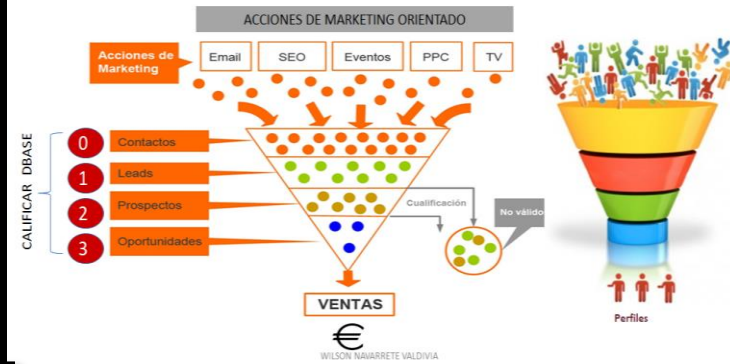 ACCIONES DE MARKETING ORIENTADO
Acciones de
Marketing
Email
SEO
Eventos
PPC
TV
CALIFICAR DBASE
0
Contactos
1
Leads
2
Prospectos
3
Oportunidades
Cualificación
No válido
VENTAS
€
WILSON NAVARRETE VALDIVIA
Perfiles